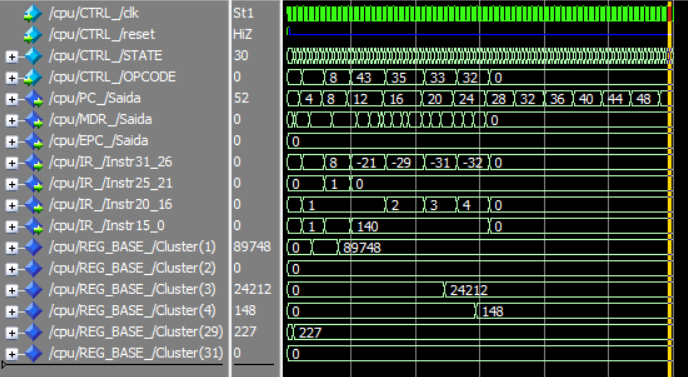 /cpu/CTRL_/clk St1
/cpu/CTRL_/reset HiZ
/cpu/CTRL_/STATE 30
/cpu/CTRL_/OPCODE 0 8 43 35 33 32 0
/cpu/PC_/Saida 52 4 8 12 16 20 24 28 32 36 40 44 48
/cpu/MDR_/Saida 0 0
/cpu/EPC_/Saida 0 0
/cpu/IR_/Instr31_26 0 8 -21 -29 -31 -32 0
/cpu/IR_/Instr25_21 0 0 1 0
/cpu/IR_/Instr20_16 0 1 2 3 4 0
/cpu/IR_/Instr15_0 0 1 140 0
/cpu/REG_BASE_/Cluster(1) 89748 0 89748
/cpu/REG_BASE_/Cluster(2) 0 0
/cpu/REG_BASE_/Cluster(3) 24212 0 24212
/cpu/REG_BASE_/Cluster(4) 148 0 148
/cpu/REG_BASE_/Cluster(29) 227 227
/cpu/REG_BASE_/Cluster(31) 0 0